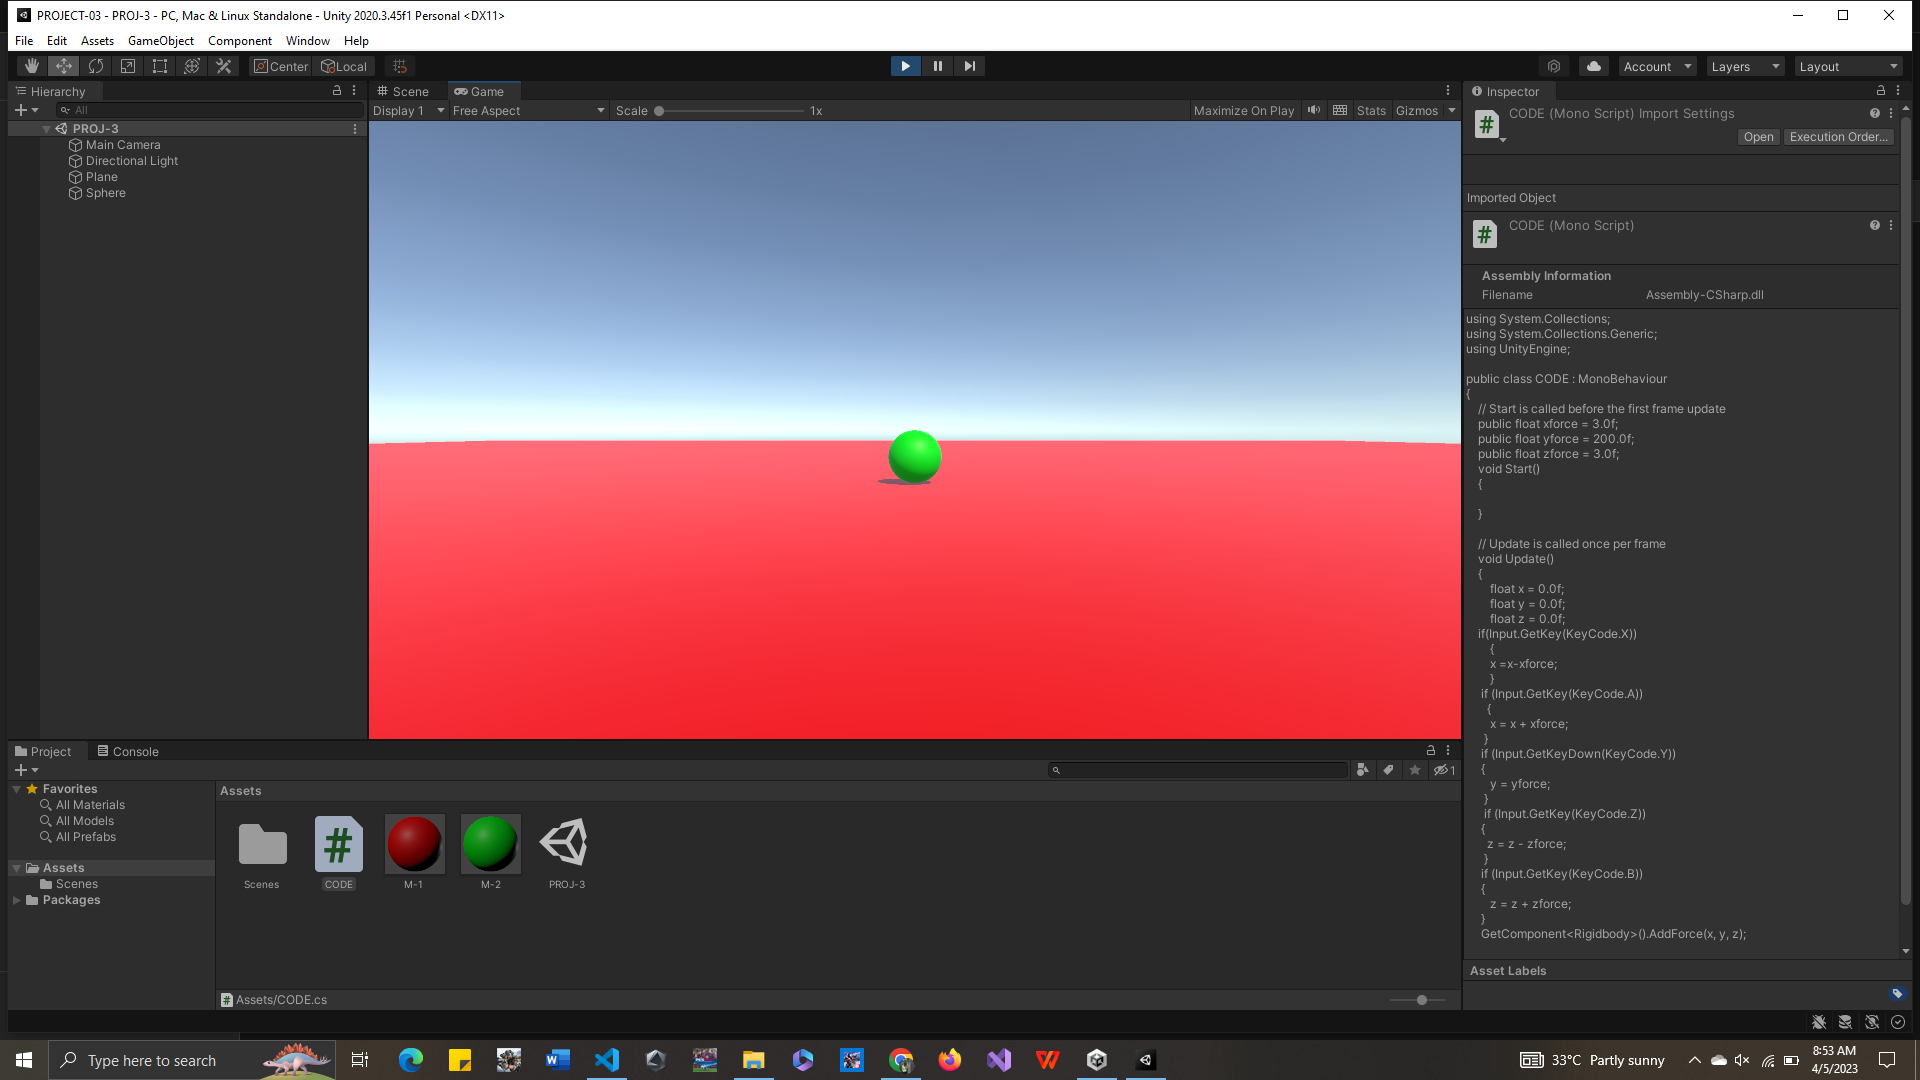 PROJECT-03 - PROJ-3 - PC, Mac & Linux Standalone - Unity 2020.3.45f1 Personal <DX11>
File Edit Assets GameObject Component Window Help
Center Local
Account Layers Layout
Hierarchy
All
PROJ-3
Main Camera
Directional Light
Plane
Sphere
Scene Game
Display 1 Free Aspect Scale 1x Maximize On Play Stats Gizmos
Inspector
CODE (Mono Script) Import Settings
Open Execution Order...
Imported Object
CODE (Mono Script)
Assembly Information
Filename Assembly-CSharp.dll
using System.Collections;
using System.Collections.Generic;
using UnityEngine;
public class CODE : MonoBehaviour
{
// Start is called before the first frame update
public float xforce = 3.0f;
public float yforce = 200.0f;
public float zforce = 3.0f;
void Start()
{
}
// Update is called once per frame
void Update()
{
float x = 0.0f;
float y = 0.0f;
float z = 0.0f;
if(Input.GetKey(KeyCode.X))
{
x =x-xforce;
}
if (Input.GetKey(KeyCode.A))
{
x = x + xforce;
}
if (Input.GetKeyDown(KeyCode.Y))
{
y = yforce;
}
if (Input.GetKey(KeyCode.Z))
{
z = z - zforce;
}
if (Input.GetKey(KeyCode.B))
{
z = z + zforce;
}
GetComponent<Rigidbody>().AddForce(x, y, z);
Asset Labels
Project Console
1
Favorites
All Materials
All Models
All Prefabs
Assets
Scenes
Packages
Assets
Scenes CODE M-1 M-2 PROJ-3
Assets/CODE.cs
Type here to search
33°C Partly sunny
8:53 AM
4/5/2023